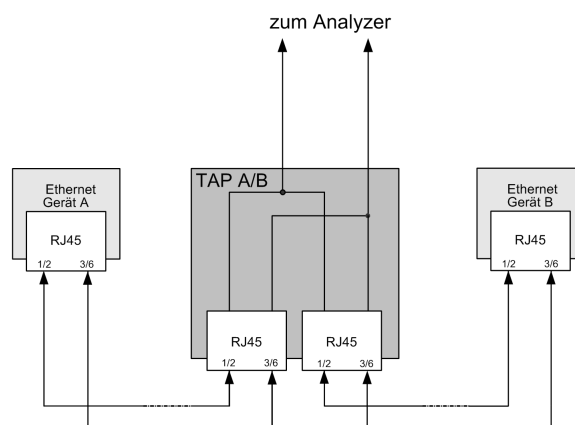 zum Analyzer
TAP A/B
Ethernet
Gerät A
RJ45
1/2 3/6
Ethernet
Gerät B
RJ45
1/2 3/6
RJ45
1/2 3/6
RJ45
1/2 3/6